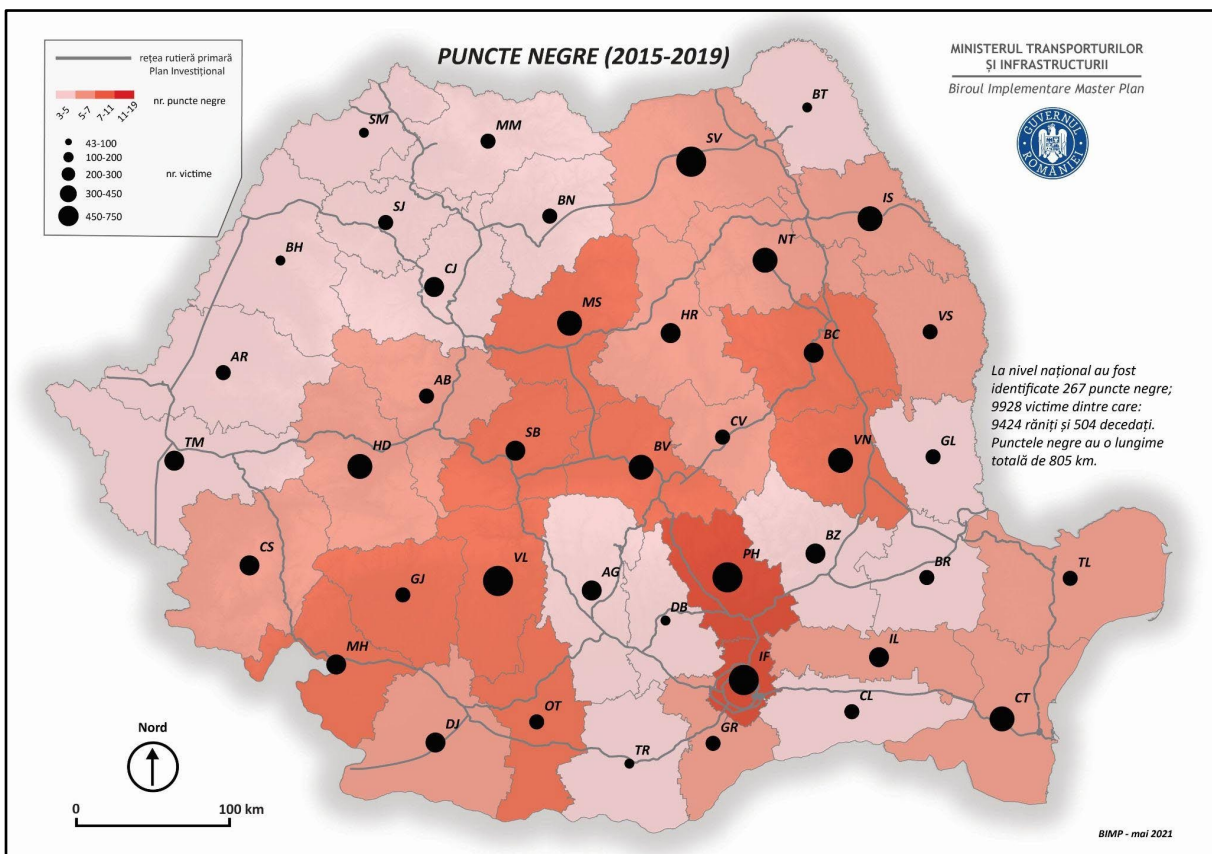 PUNCTE NEGRE (2015-2019)
rețea rutieră primară
Plan Investițional
3-5
5-7
7-11
11-19
nr. puncte negre
43-100
100-200
200-300
300-450
450-750
nr. victime
MINISTERUL TRANSPORTURILOR
ȘI INFRASTRUCTURII
Biroul Implementare Master Plan
GUVERNUL
ROMÂNIEI
BT
SM
MM
SV
SJ
BN
IS
BH
CJ
NT
MS
HR
VS
BC
AR
AB
La nivel național au fost
identificate 267 puncte negre;
9928 victime dintre care:
9424 răniți și 504 decedați.
Punctele negre au o lungime
totală de 805 km.
TM
HD
SB
BV
CV
VN
GL
CS
GJ
VL
AG
PH
BZ
BR
TL
DB
MH
IF
IL
OT
CL
CT
DJ
TR
GR
Nord
0
100 km
BIMP - mai 2021